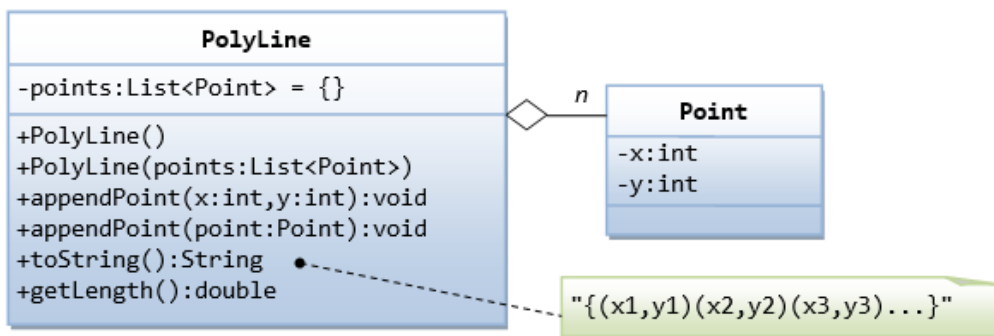 PolyLine
-points:List<Point> = {}
+PolyLine()
+PolyLine(points:List<Point>)
+appendPoint(x:int,y:int):void
+appendPoint(point:Point):void
+toString():String
+getLength():double
n
Point
-x:int
-y:int
"{(x1,y1)(x2,y2)(x3,y3)...}"